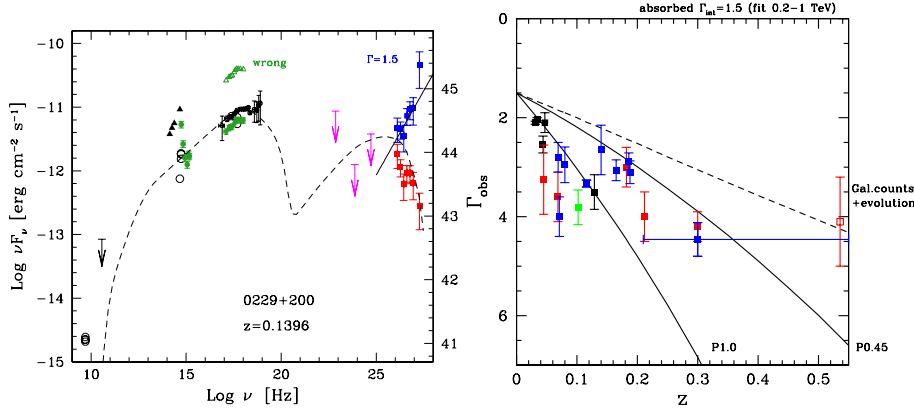 absorbed Γint=1.5 (fit 0.2-1 TeV)
-10
-11
-12
-13
-14
-15
Log νFν [erg cm−2 s−1]
wrong
Γ=1.5
45
44
43
42
41
0229+200
z=0.1396
10
15
20
25
Log ν [Hz]
0
2
4
6
Γobs
Gal.counts
+evolution
P1.0
P0.45
0
0.1
0.2
0.3
0.4
0.5
Z